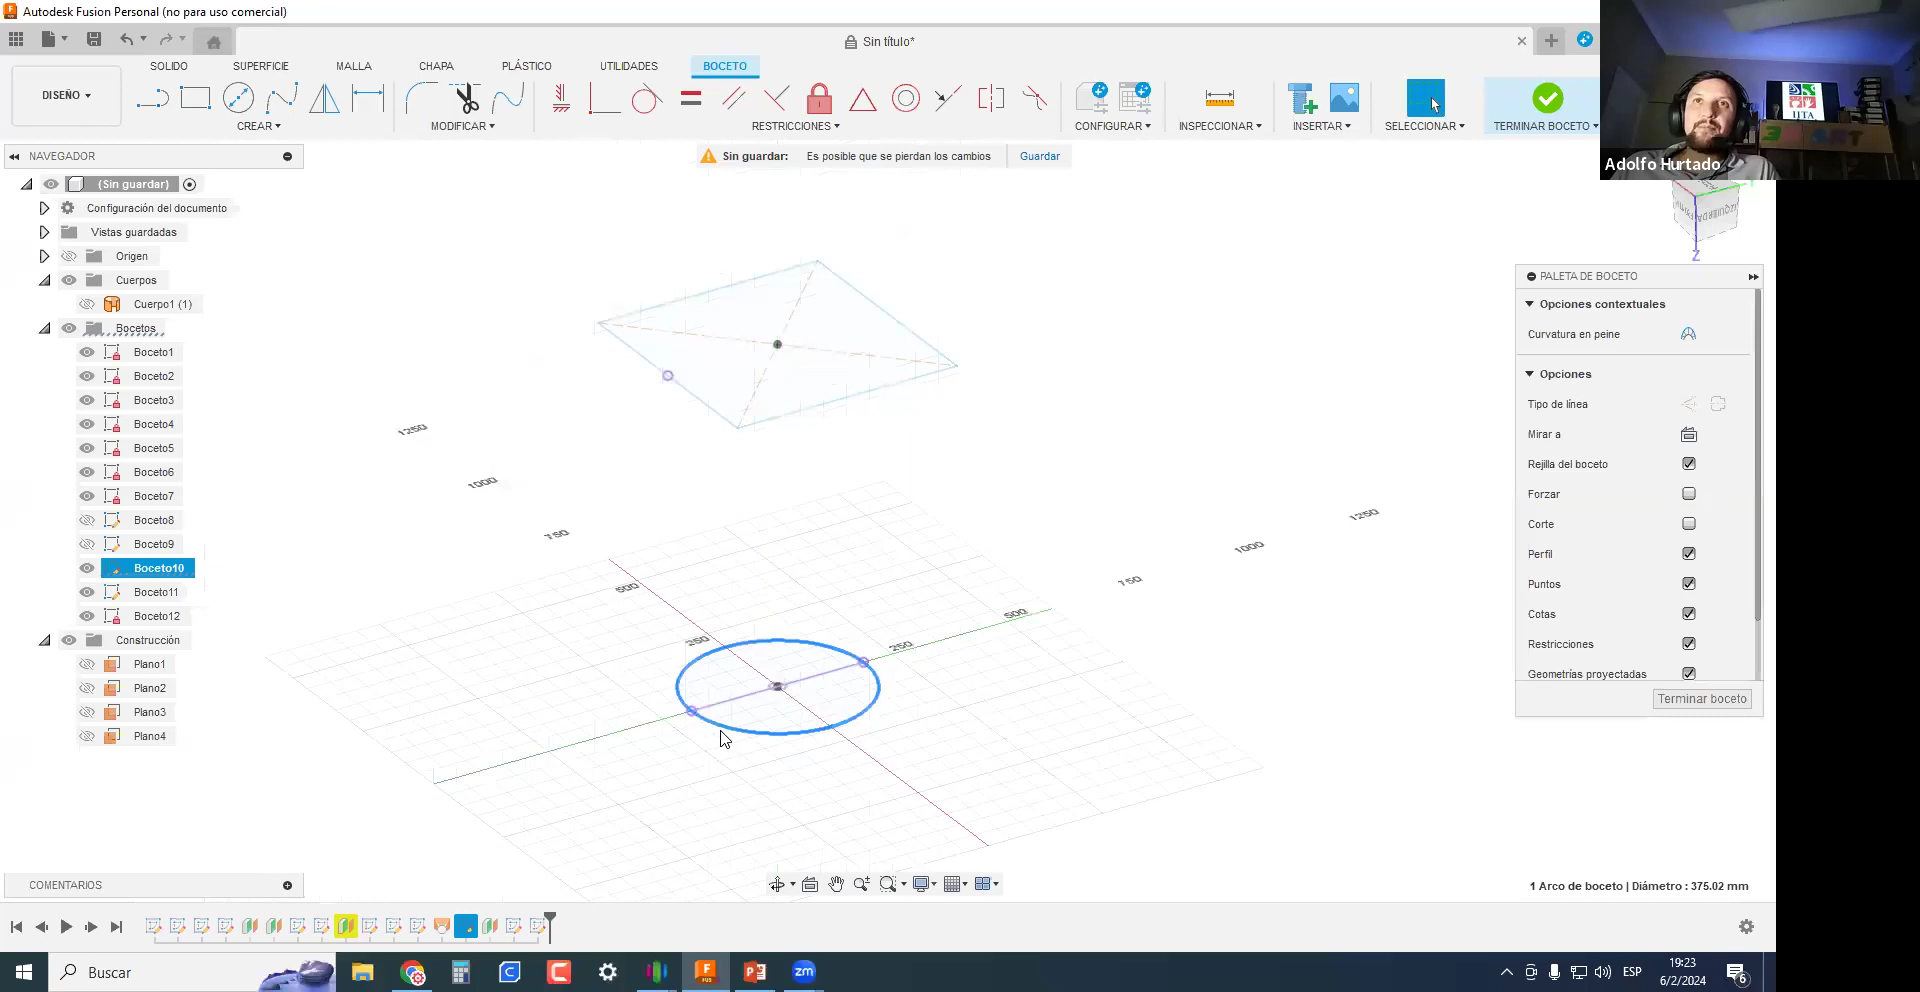 Autodesk Fusion Personal (no para uso comercial)
Sin título*
DISEÑO
SÓLIDO
SUPERFICIE
MALLA
CHAPA
PLÁSTICO
UTILIDADES
BOCETO
CREAR
MODIFICAR
RESTRICCIONES
CONFIGURAR
INSPECCIONAR
INSERTAR
SELECCIONAR
TERMINAR BOCETO
IJTA
Adolfo Hurtado
NAVEGADOR
Sin guardar: Es posible que se pierdan los cambios Guardar
(Sin guardar)
Configuración del documento
Vistas guardadas
Origen
Cuerpos
Cuerpo1 (1)
Bocetos
Boceto1
Boceto2
Boceto3
Boceto4
Boceto5
Boceto6
Boceto7
Boceto8
Boceto9
Boceto10
Boceto11
Boceto12
Construcción
Plano1
Plano2
Plano3
Plano4
1250
1000
750
500
250
250
500
750
1000
1250
Z
PALETA DE BOCETO
Opciones contextuales
Curvatura en peine
Opciones
Tipo de línea
Mirar a
Rejilla del boceto
Forzar
Corte
Perfil
Puntos
Cotas
Restricciones
Geometrías proyectadas
Terminar boceto
COMENTARIOS
1 Arco de boceto | Diámetro : 375.02 mm
Buscar
ESP
19:23
6/2/2024
6